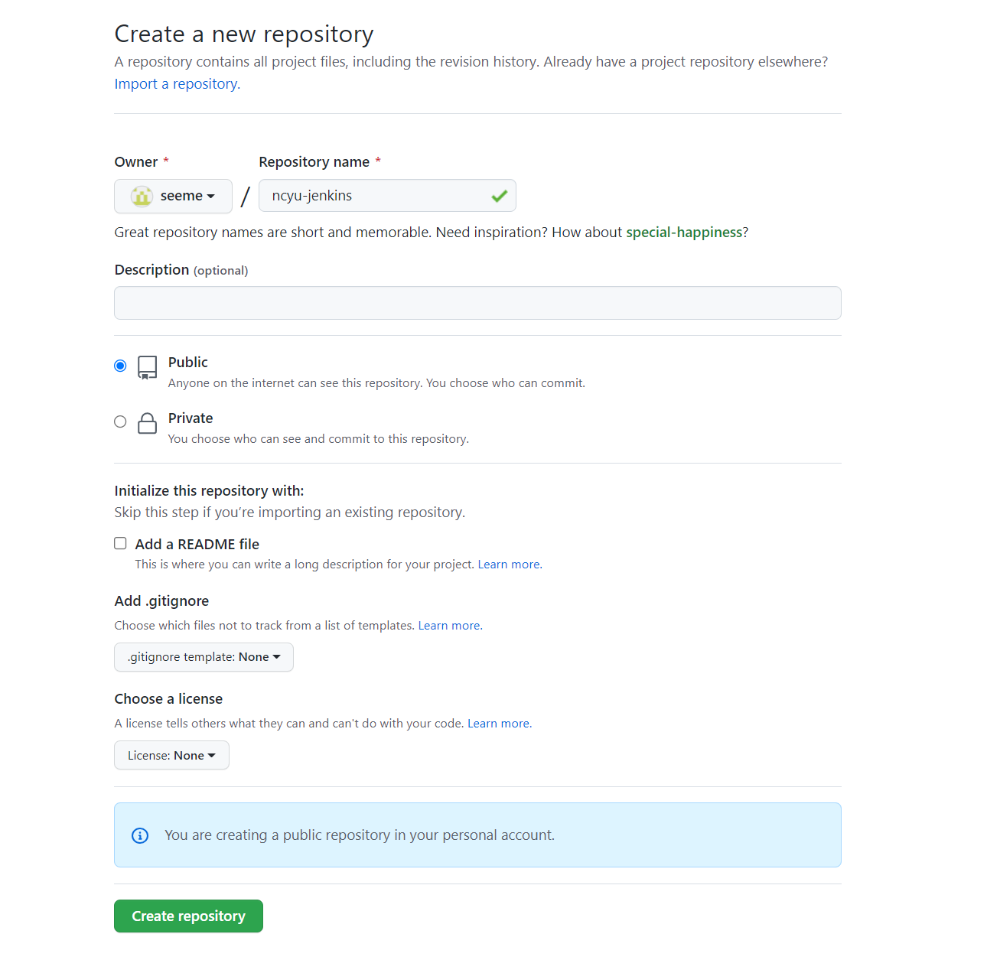 Create a new repository
A repository contains all project files, including the revision history. Already have a project repository elsewhere?
Import a repository.
Owner * Repository name *
seeme / ncyu-jenkins
Great repository names are short and memorable. Need inspiration? How about special-happiness?
Description (optional)
Public
Anyone on the internet can see this repository. You choose who can commit.
Private
You choose who can see and commit to this repository.
Initialize this repository with:
Skip this step if you’re importing an existing repository.
Add a README file
This is where you can write a long description for your project. Learn more.
Add .gitignore
Choose which files not to track from a list of templates. Learn more.
.gitignore template: None
Choose a license
A license tells others what they can and can't do with your code. Learn more.
License: None
You are creating a public repository in your personal account.
Create repository